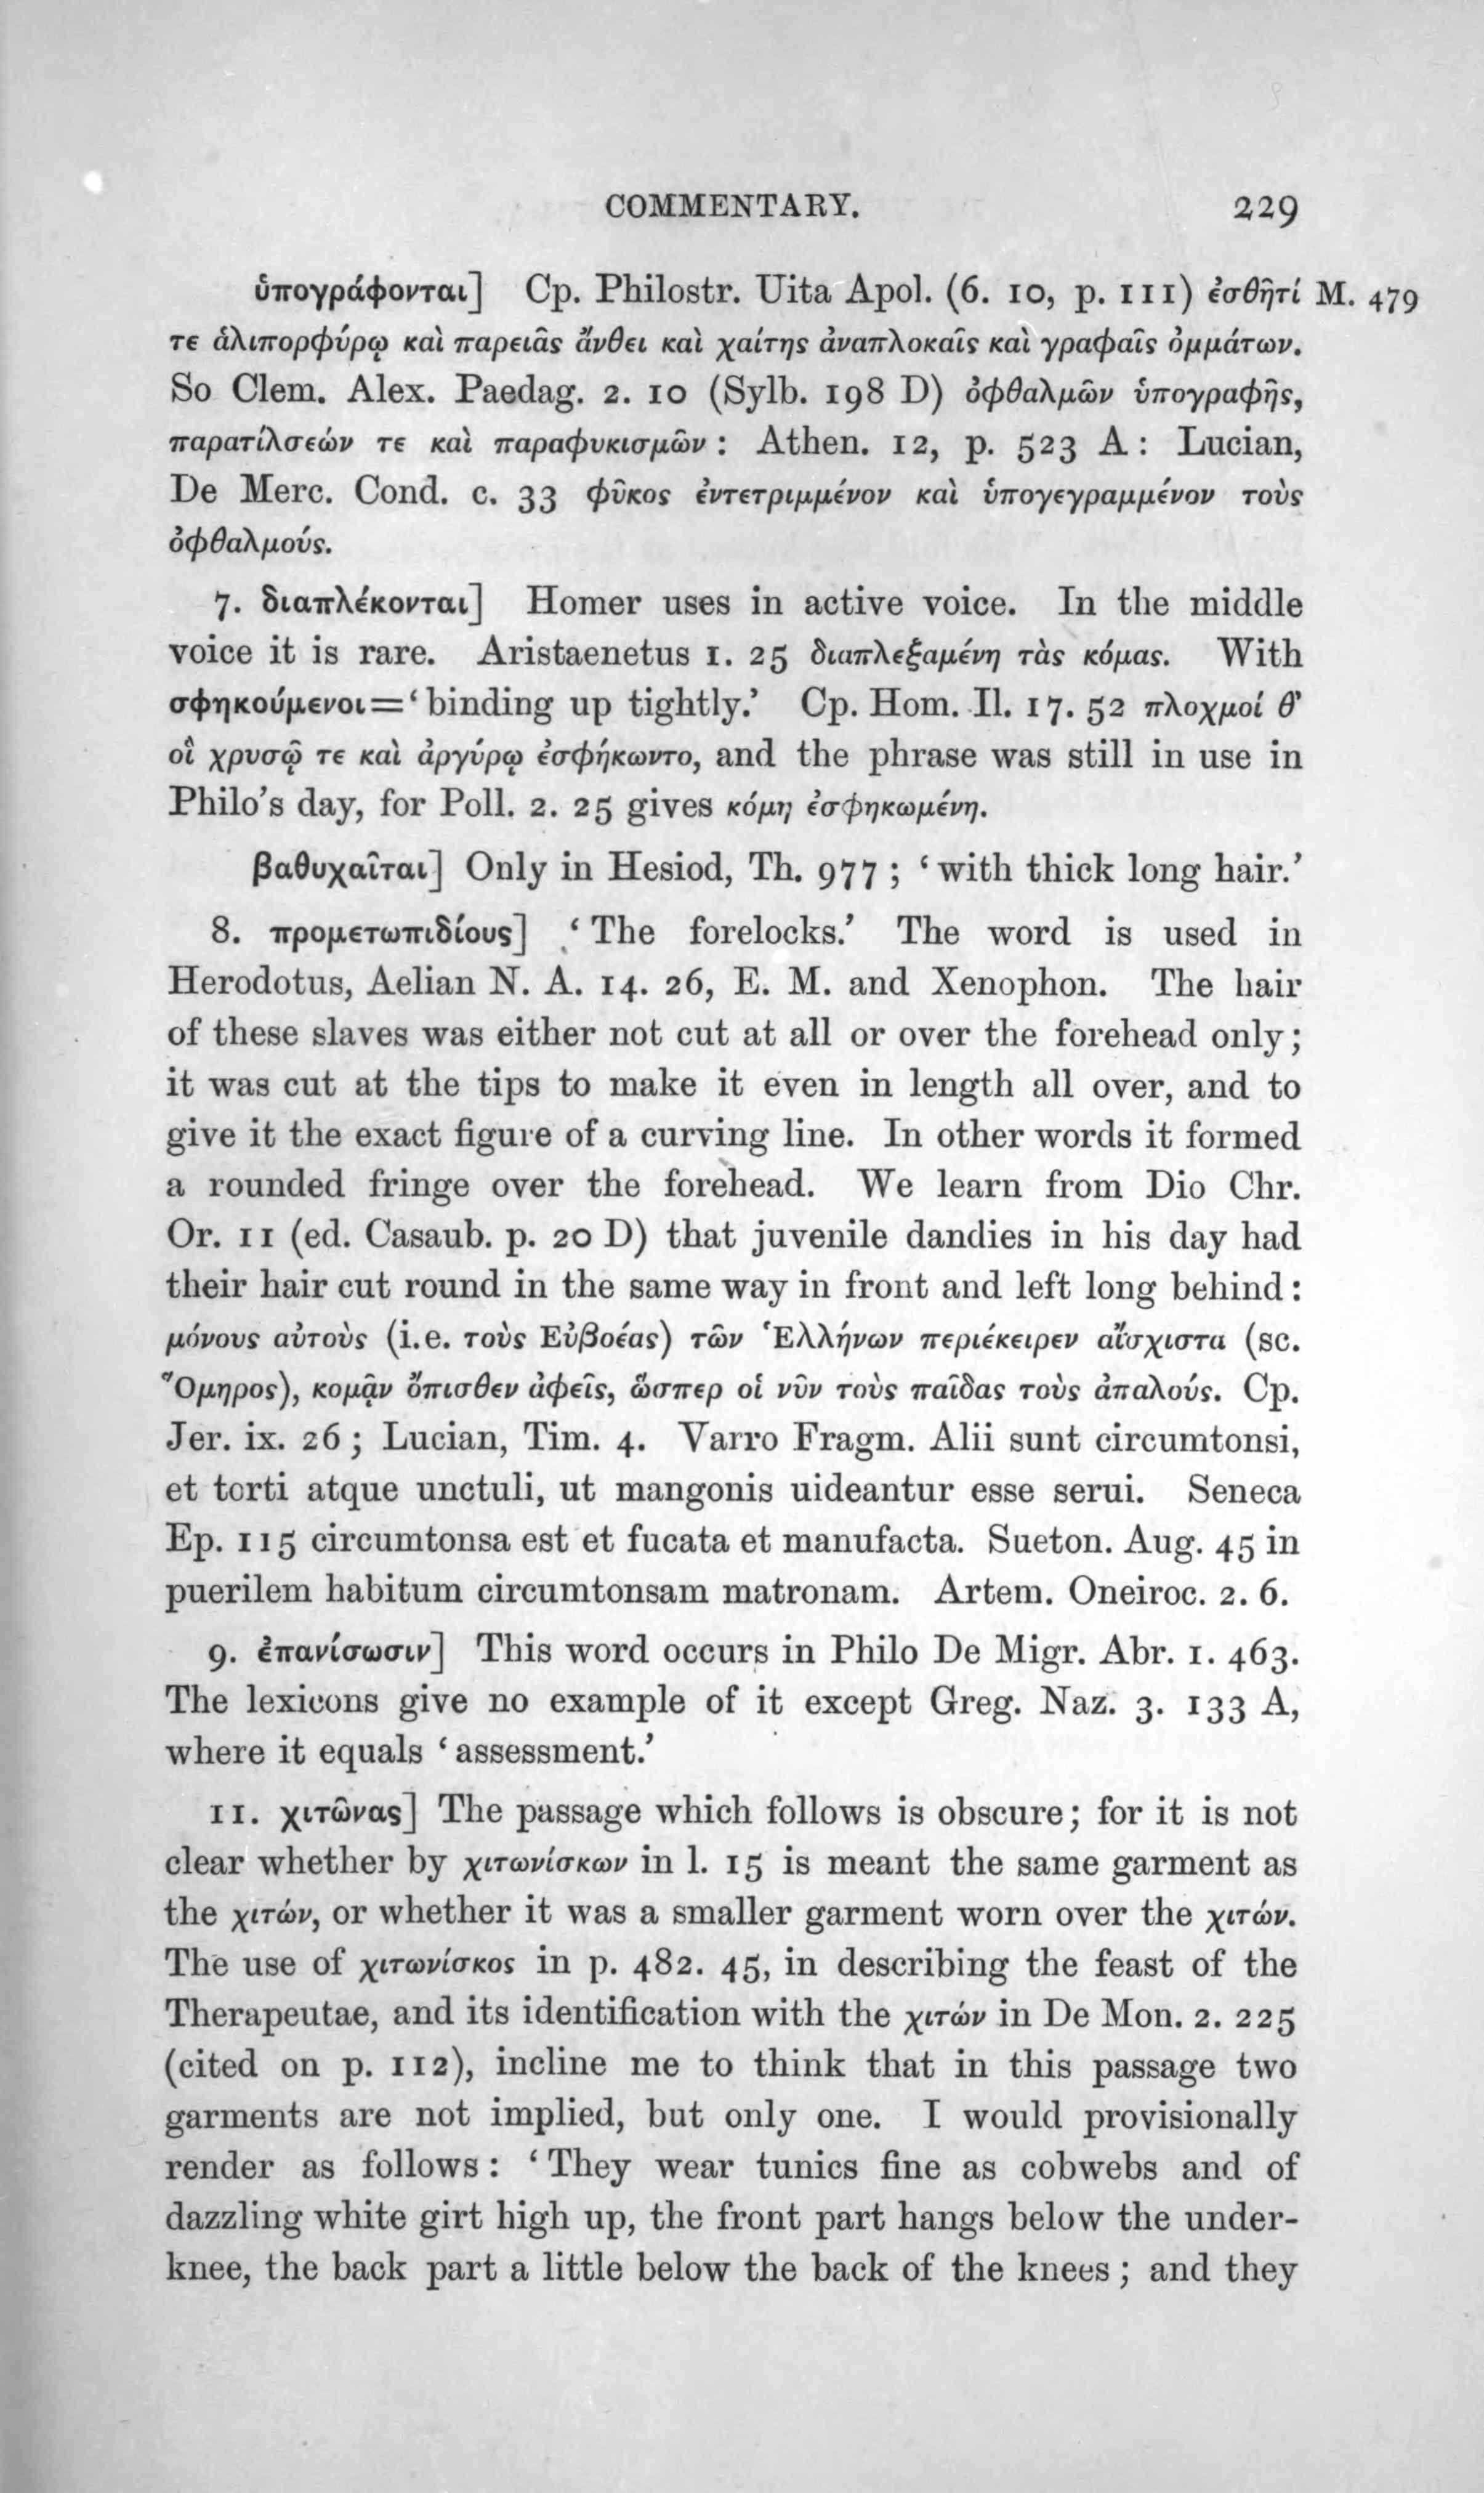 COMMENTARY. 229
ὑπογράφονται] Cp. Philostr. Uita Apol. (6. 10, p. 111) ἐσθῆτί M. 479
τε ἁλιπορφύρῳ καὶ παρειᾶς ἄνθει καὶ χαίτης ἀναπλοκαῖς καὶ γραφαῖς ὀμμάτων.
So Clem. Alex. Paedag. 2. 10 (Sylb. 198 D) ὀφθαλμῶν ὑπογραφῆς,
παρατίλσεών τε καὶ παραφυκισμῶν : Athen. 12, p. 523 A : Lucian,
De Merc. Cond. c. 33 φῦκος ἐντετριμμένον καὶ ὑπογεγραμμένον τοὺς
ὀφθαλμούς.
7. διαπλέκονται] Homer uses in active voice. In the middle
voice it is rare. Aristaenetus 1. 25 διαπλεξαμένη τὰς κόμας. With
σφηκούμενοι=‘binding up tightly.’ Cp. Hom. Il. 17. 52 πλοχμοί θ’
οἳ χρυσῷ τε καὶ ἀργύρῳ ἐσφήκωντο, and the phrase was still in use in
Philo’s day, for Poll. 2. 25 gives κόμη ἐσφηκωμένη.
βαθυχαῖται] Only in Hesiod, Th. 977 ; ‘with thick long hair.’
8. προμετωπιδίους] ‘The forelocks.’ The word is used in
Herodotus, Aelian N. A. 14. 26, E. M. and Xenophon. The hair
of these slaves was either not cut at all or over the forehead only;
it was cut at the tips to make it even in length all over, and to
give it the exact figure of a curving line. In other words it formed
a rounded fringe over the forehead. We learn from Dio Chr.
Or. 11 (ed. Casaub. p. 20 D) that juvenile dandies in his day had
their hair cut round in the same way in front and left long behind :
μόνους αὐτοὺς (i.e. τοὺς Εὐβοέας) τῶν Ἑλλήνων περιέκειρεν αἴσχιστα (sc.
Ὅμηρος), κομᾷν ὄπισθεν ἀφεῖς, ὥσπερ οἱ νῦν τοὺς παῖδας τοὺς ἁπαλούς. Cp.
Jer. ix. 26 ; Lucian, Tim. 4. Varro Fragm. Alii sunt circumtonsi,
et torti atque unctuli, ut mangonis uideantur esse serui. Seneca
Ep. 115 circumtonsa est et fucata et manufacta. Sueton. Aug. 45 in
puerilem habitum circumtonsam matronam. Artem. Oneiroc. 2. 6.
9. ἐπανίσωσιν] This word occurs in Philo De Migr. Abr. 1. 463.
The lexicons give no example of it except Greg. Naz. 3. 133 A,
where it equals ‘assessment.’
11. χιτῶνας] The passage which follows is obscure; for it is not
clear whether by χιτωνίσκων in l. 15 is meant the same garment as
the χιτών, or whether it was a smaller garment worn over the χιτών.
The use of χιτωνίσκος in p. 482. 45, in describing the feast of the
Therapeutae, and its identification with the χιτών in De Mon. 2. 225
(cited on p. 112), incline me to think that in this passage two
garments are not implied, but only one. I would provisionally
render as follows : ‘They wear tunics fine as cobwebs and of
dazzling white girt high up, the front part hangs below the under-
knee, the back part a little below the back of the knees ; and they